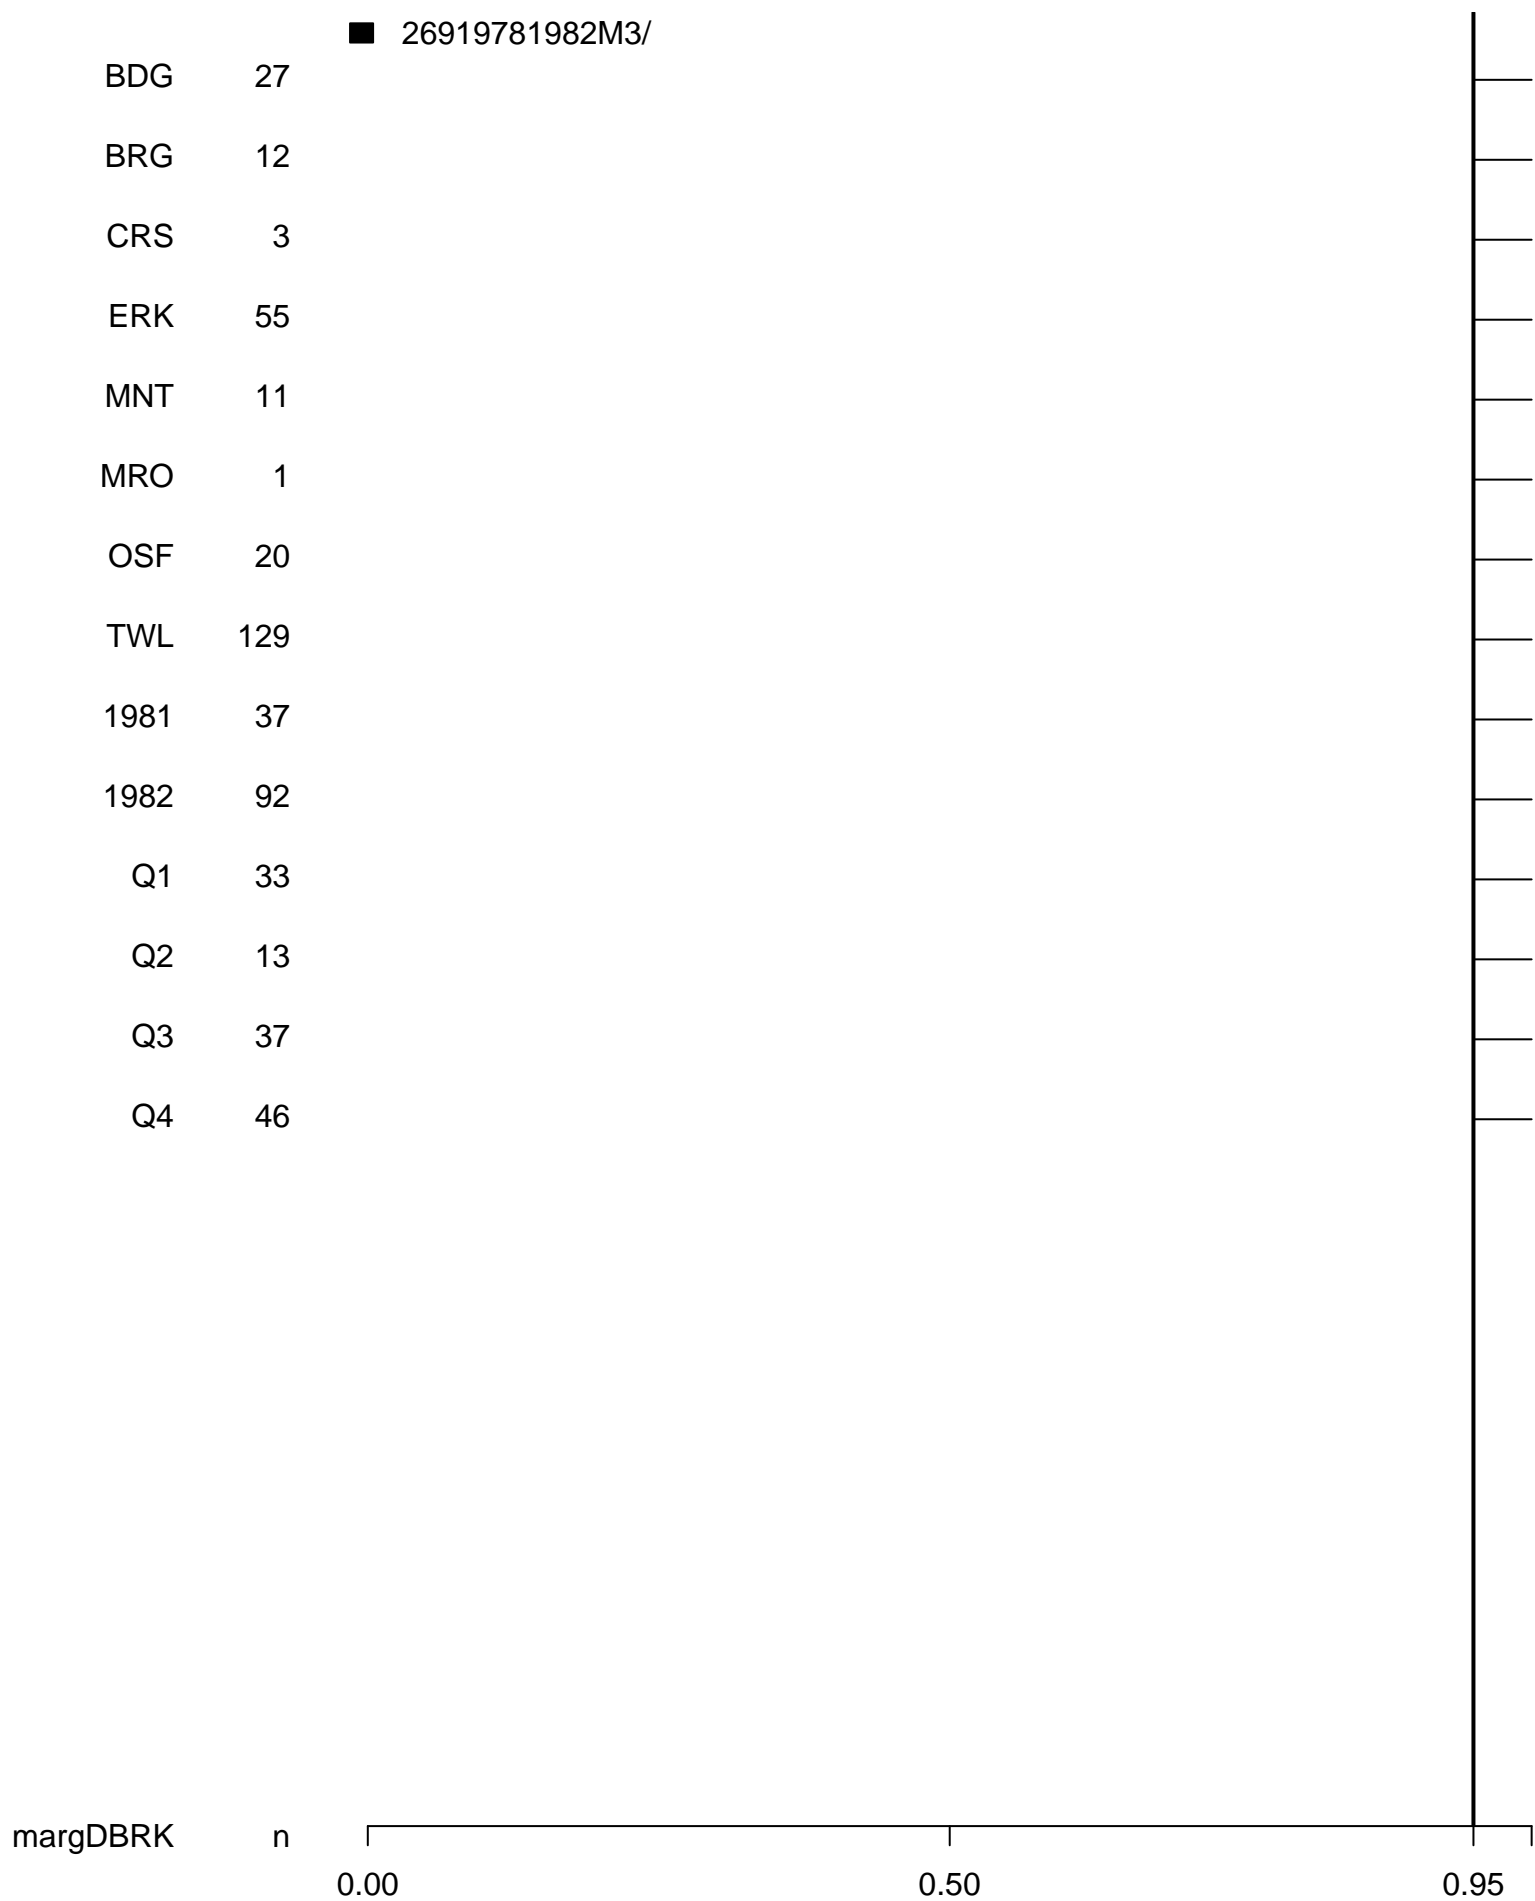 26919781982M3/
BDG 27
BRG 12
CRS 3
ERK 55
MNT 11
MRO 1
OSF 20
TWL 129
1981 37
1982 92
Q1 33
Q2 13
Q3 37
Q4 46
margDBRK n
0.00 0.50 0.95